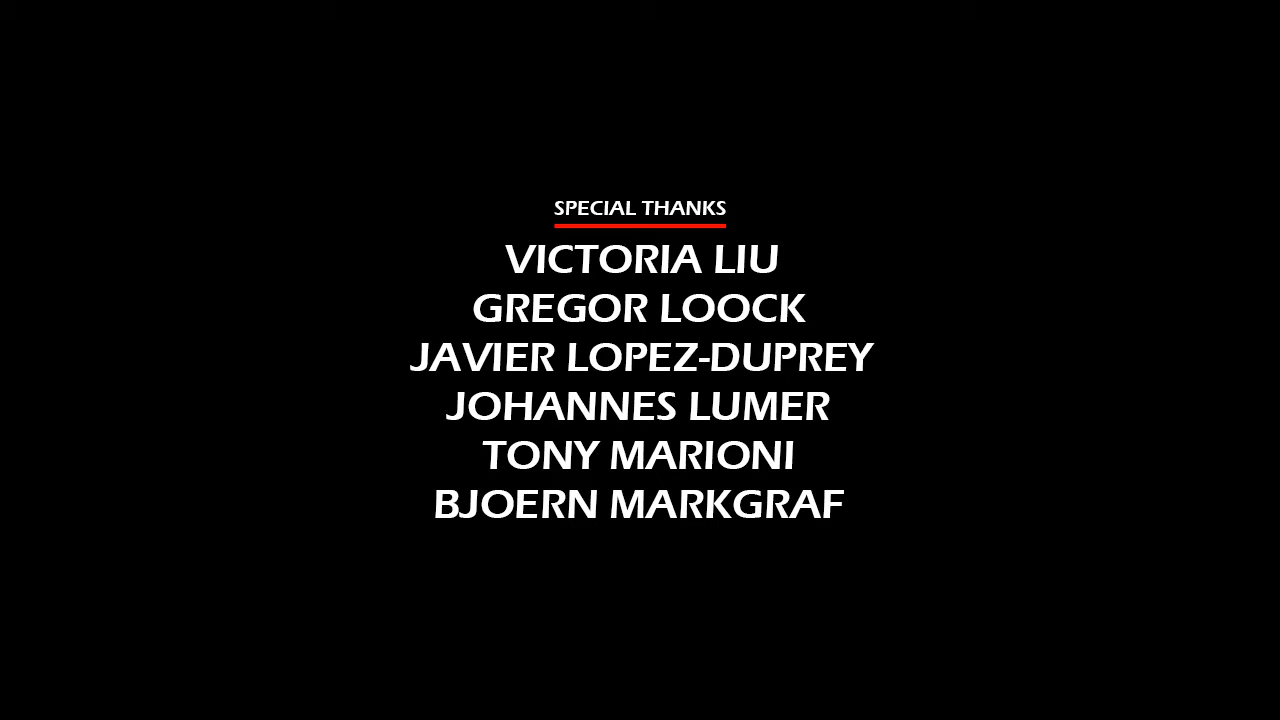 SPECIAL THANKS
VICTORIA LIU
GREGOR LOOCK
JAVIER LOPEZ-DUPREY
JOHANNES LUMER
TONY MARIONI
BJOERN MARKGRAF